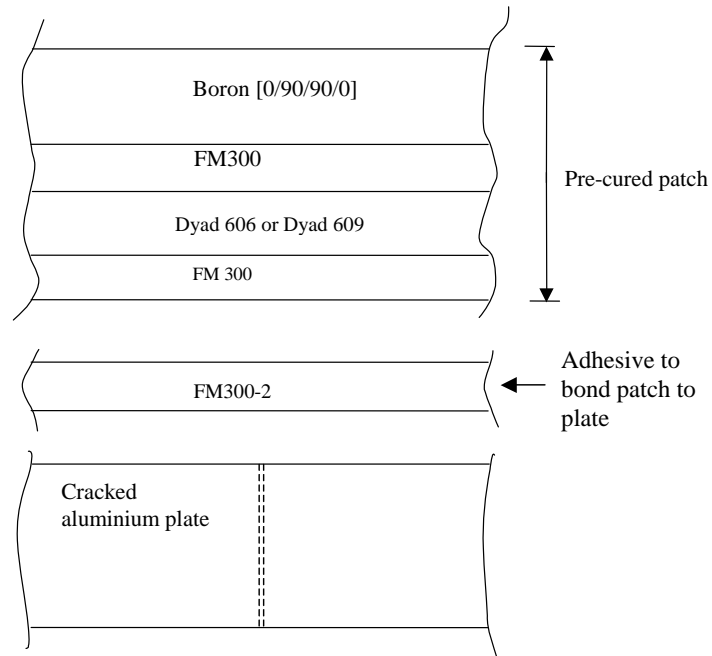 Boron [0/90/90/0]
FM300
Pre-cured patch
Dyad 606 or Dyad 609
FM 300
Adhesive to
bond patch to
plate
FM300-2
Cracked
aluminium plate